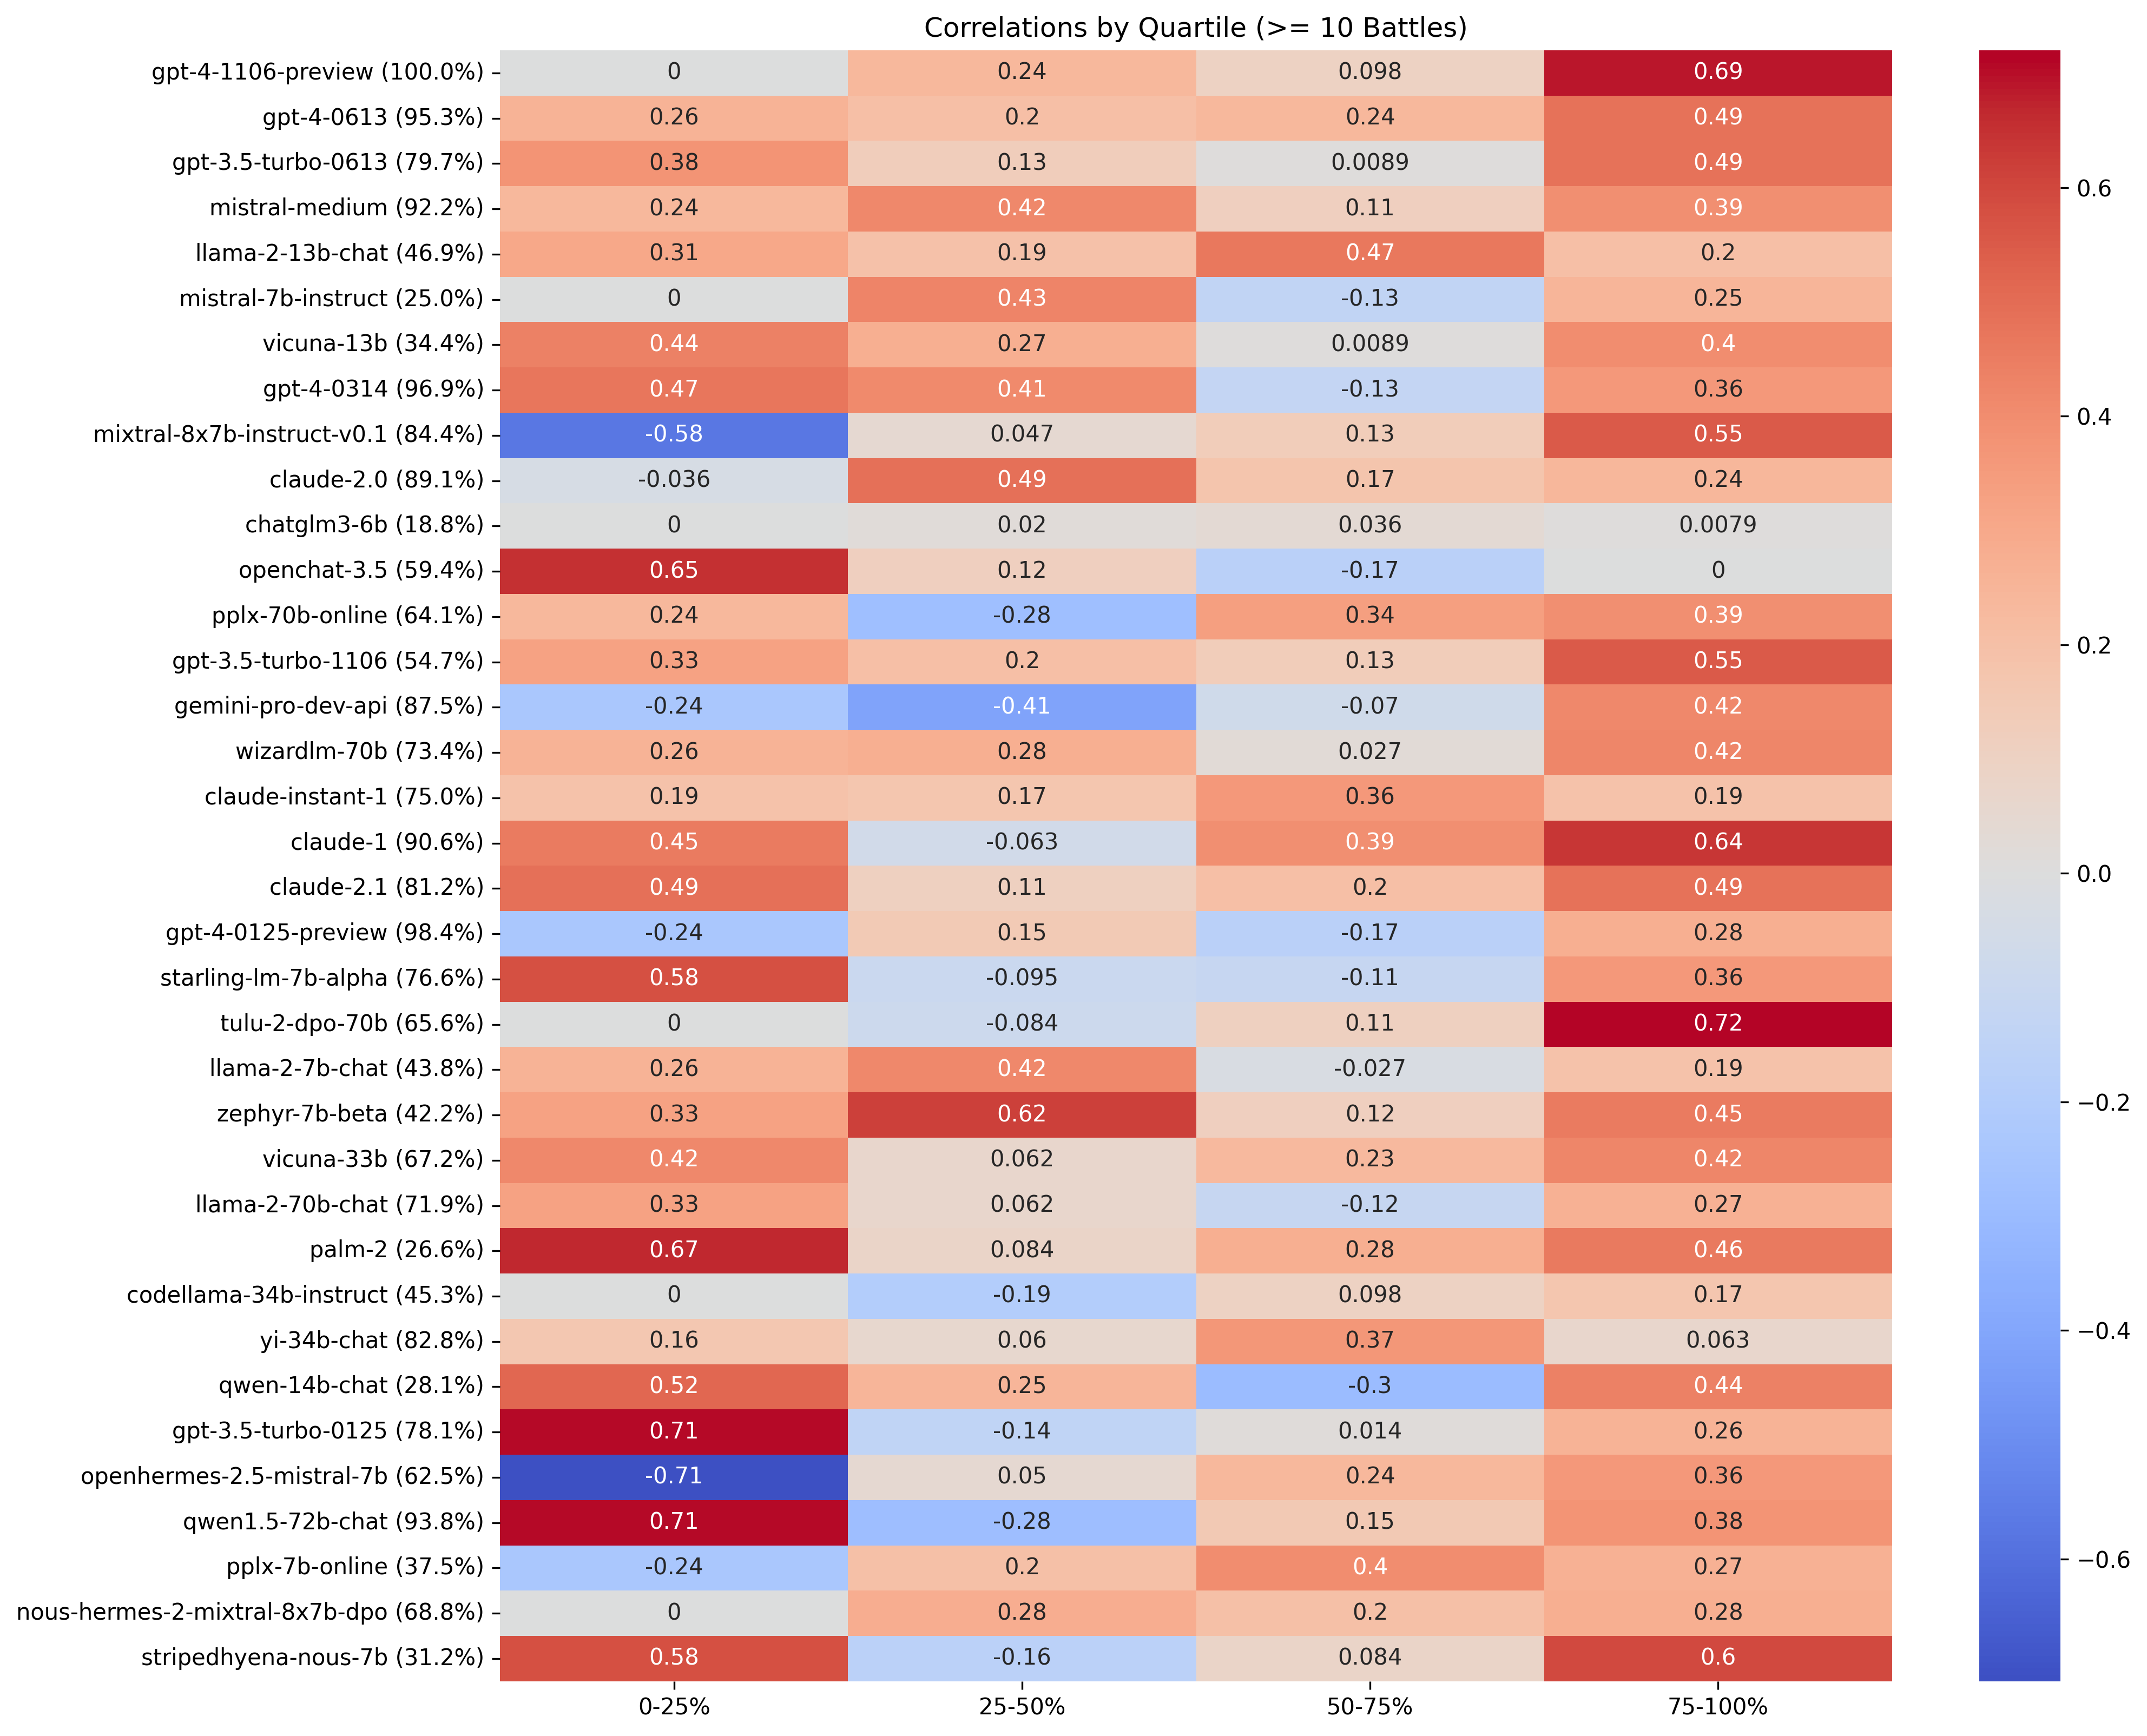 Correlations by Quartile (>= 10 Battles)
gpt-4-1106-preview (100.0%) 0 0.24 0.098 0.69
gpt-4-0613 (95.3%) 0.26 0.2 0.24 0.49
gpt-3.5-turbo-0613 (79.7%) 0.38 0.13 0.0089 0.49
mistral-medium (92.2%) 0.24 0.42 0.11 0.39
llama-2-13b-chat (46.9%) 0.31 0.19 0.47 0.2
mistral-7b-instruct (25.0%) 0 0.43 -0.13 0.25
vicuna-13b (34.4%) 0.44 0.27 0.0089 0.4
gpt-4-0314 (96.9%) 0.47 0.41 -0.13 0.36
mixtral-8x7b-instruct-v0.1 (84.4%) -0.58 0.047 0.13 0.55
claude-2.0 (89.1%) -0.036 0.49 0.17 0.24
chatglm3-6b (18.8%) 0 0.02 0.036 0.0079
openchat-3.5 (59.4%) 0.65 0.12 -0.17 0
pplx-70b-online (64.1%) 0.24 -0.28 0.34 0.39
gpt-3.5-turbo-1106 (54.7%) 0.33 0.2 0.13 0.55
gemini-pro-dev-api (87.5%) -0.24 -0.41 -0.07 0.42
wizardlm-70b (73.4%) 0.26 0.28 0.027 0.42
claude-instant-1 (75.0%) 0.19 0.17 0.36 0.19
claude-1 (90.6%) 0.45 -0.063 0.39 0.64
claude-2.1 (81.2%) 0.49 0.11 0.2 0.49
gpt-4-0125-preview (98.4%) -0.24 0.15 -0.17 0.28
starling-lm-7b-alpha (76.6%) 0.58 -0.095 -0.11 0.36
tulu-2-dpo-70b (65.6%) 0 -0.084 0.11 0.72
llama-2-7b-chat (43.8%) 0.26 0.42 -0.027 0.19
zephyr-7b-beta (42.2%) 0.33 0.62 0.12 0.45
vicuna-33b (67.2%) 0.42 0.062 0.23 0.42
llama-2-70b-chat (71.9%) 0.33 0.062 -0.12 0.27
palm-2 (26.6%) 0.67 0.084 0.28 0.46
codellama-34b-instruct (45.3%) 0 -0.19 0.098 0.17
yi-34b-chat (82.8%) 0.16 0.06 0.37 0.063
qwen-14b-chat (28.1%) 0.52 0.25 -0.3 0.44
gpt-3.5-turbo-0125 (78.1%) 0.71 -0.14 0.014 0.26
openhermes-2.5-mistral-7b (62.5%) -0.71 0.05 0.24 0.36
qwen1.5-72b-chat (93.8%) 0.71 -0.28 0.15 0.38
pplx-7b-online (37.5%) -0.24 0.2 0.4 0.27
nous-hermes-2-mixtral-8x7b-dpo (68.8%) 0 0.28 0.2 0.28
stripedhyena-nous-7b (31.2%) 0.58 -0.16 0.084 0.6
0-25% 25-50% 50-75% 75-100%
0.6
0.4
0.2
0.0
−0.2
−0.4
−0.6